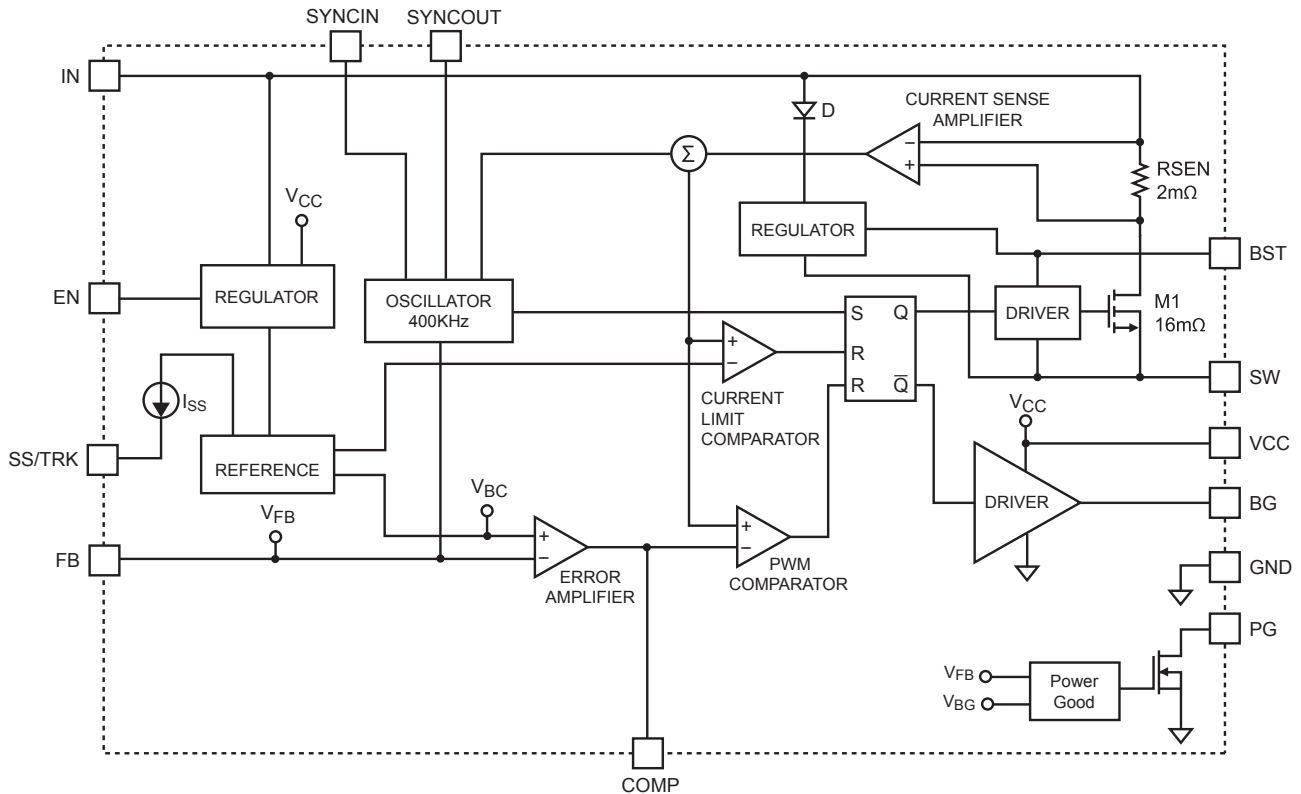 SYNCIN
SYNCOUT
IN
D
CURRENT SENSE
AMPLIFIER
Σ
−
+
RSEN
2mΩ
VCC
REGULATOR
BST
EN
REGULATOR
OSCILLATOR
400KHz
S
Q
DRIVER
M1
16mΩ
+
−
R
SW
ISS
R
Q̅
CURRENT
LIMIT
COMPARATOR
VCC
VCC
SS/TRK
REFERENCE
VBC
DRIVER
BG
VFB
+
−
+
−
FB
ERROR
AMPLIFIER
PWM
COMPARATOR
GND
PG
VFB
VBG
Power
Good
COMP